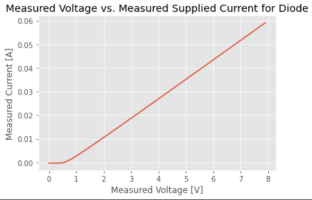 Measured Voltage vs. Measured Supplied Current for Diode
0.06
0.05
0.04
0.03
0.02
0.01
0.00
Measured Current [A]
0 1 2 3 4 5 6 7 8
Measured Voltage [V]